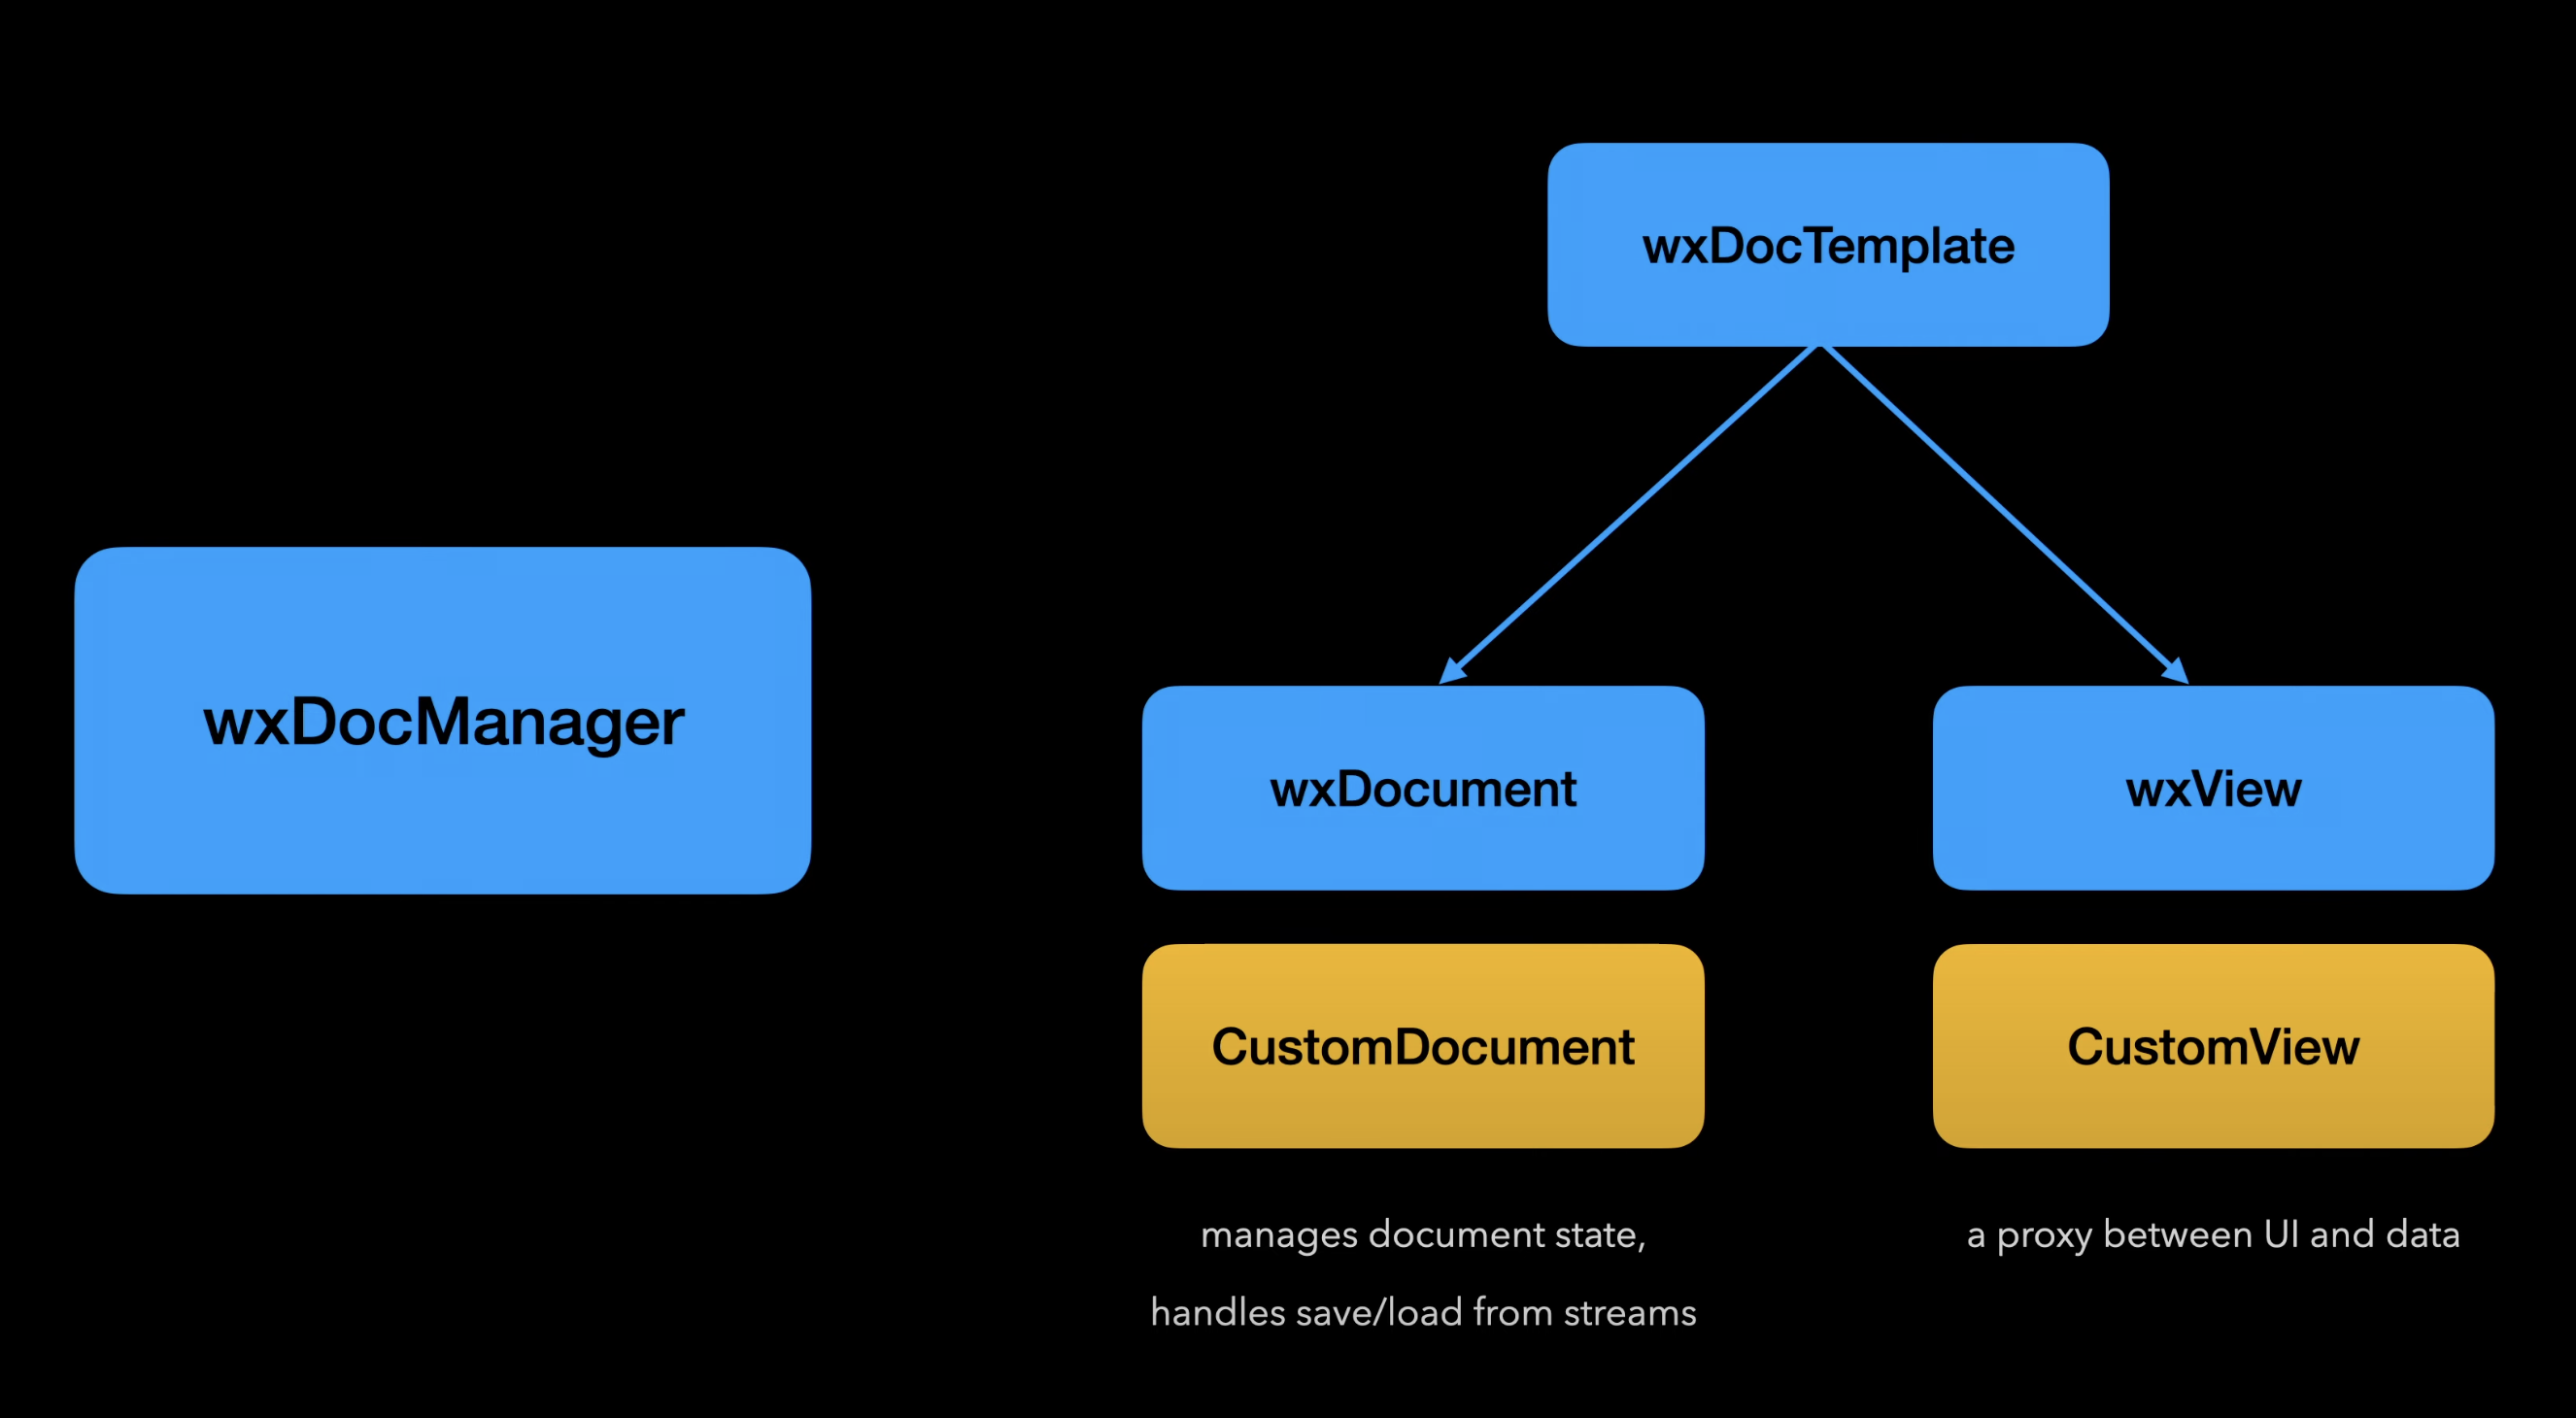 wxDocTemplate
wxDocManager
wxDocument
wxView
CustomDocument
CustomView
manages document state,
handles save/load from streams
a proxy between UI and data